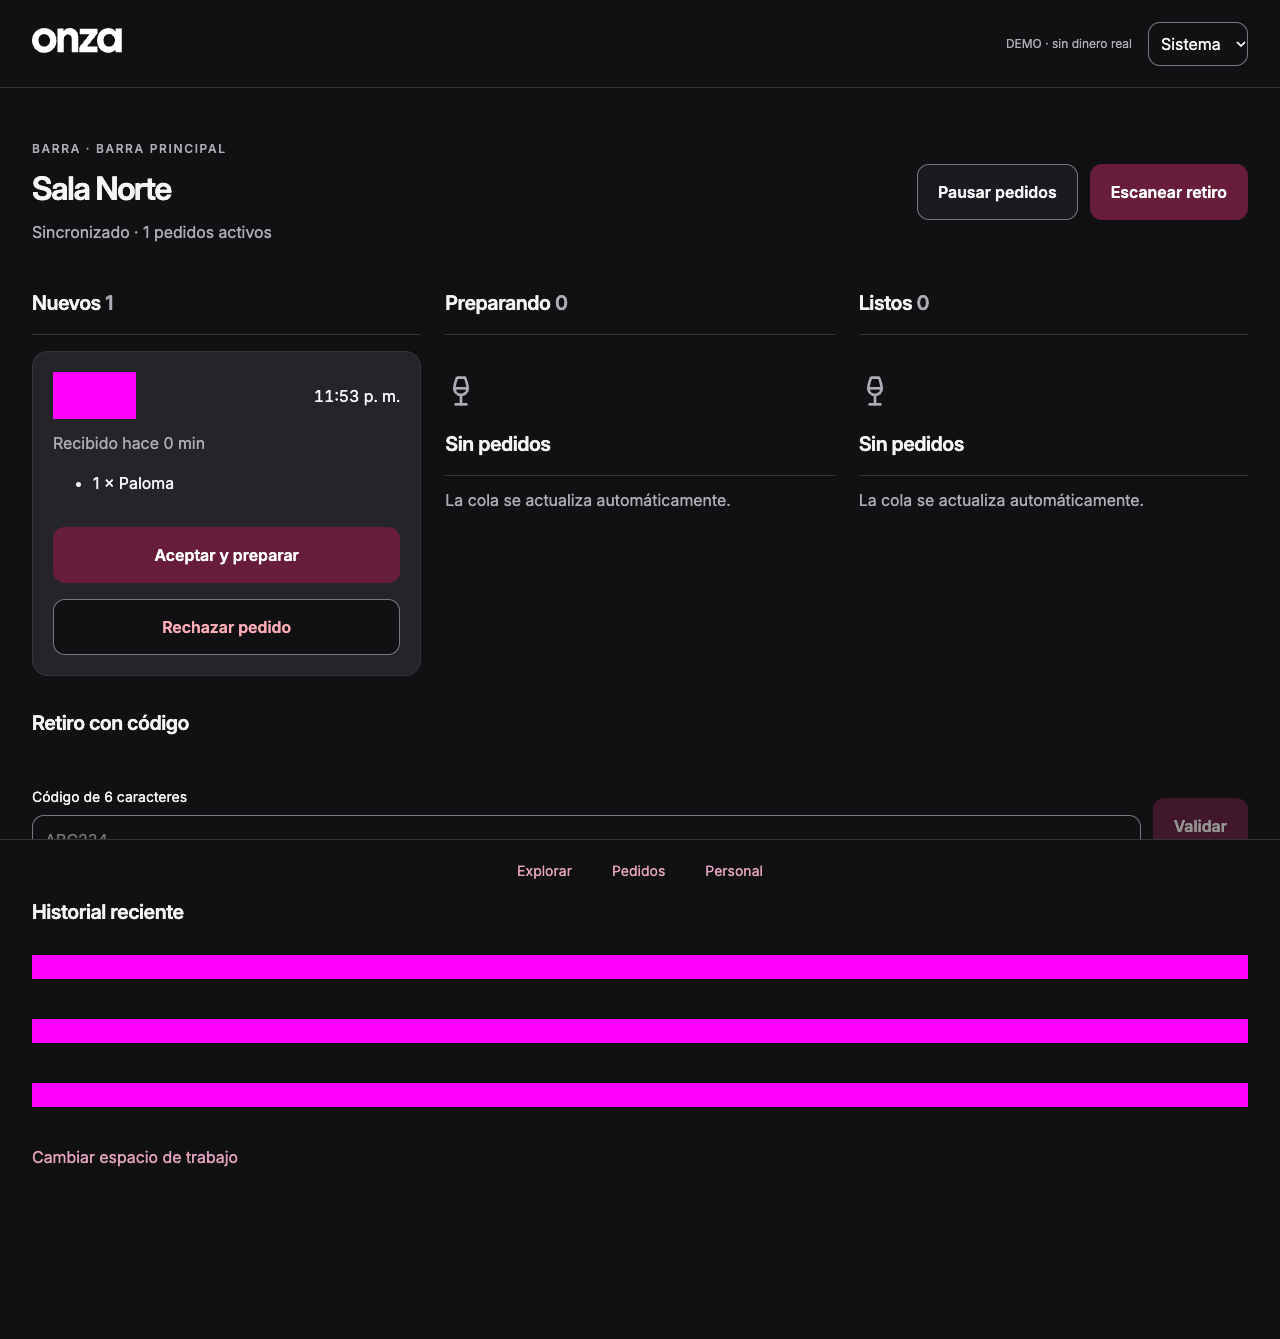 onza
DEMO · sin dinero real
Sistema
BARRA · BARRA PRINCIPAL
Sala Norte
Sincronizado · 1 pedidos activos
Pausar pedidos
Escanear retiro
Nuevos 1
11:53 p. m.
Recibido hace 0 min
1 × Paloma
Aceptar y preparar
Rechazar pedido
Preparando 0
Sin pedidos
La cola se actualiza automáticamente.
Listos 0
Sin pedidos
La cola se actualiza automáticamente.
Retiro con código
Código de 6 caracteres
Validar
Explorar
Pedidos
Personal
Historial reciente
Cambiar espacio de trabajo